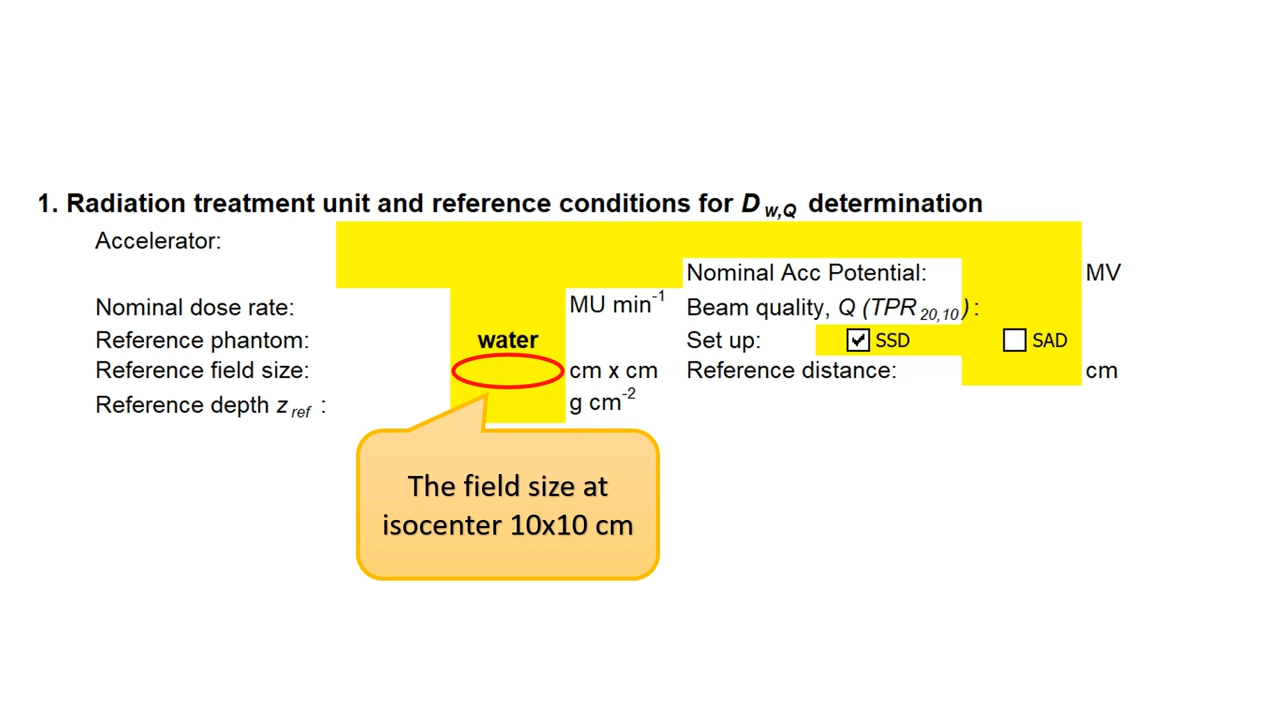 1. Radiation treatment unit and reference conditions for D w,Q determination
Accelerator:
Nominal Acc Potential: MV
Nominal dose rate: MU min-1 Beam quality, Q (TPR 20,10) :
Reference phantom: water Set up: SSD SAD
Reference field size: cm x cm Reference distance: cm
Reference depth z ref : g cm-2
The field size at
isocenter 10x10 cm